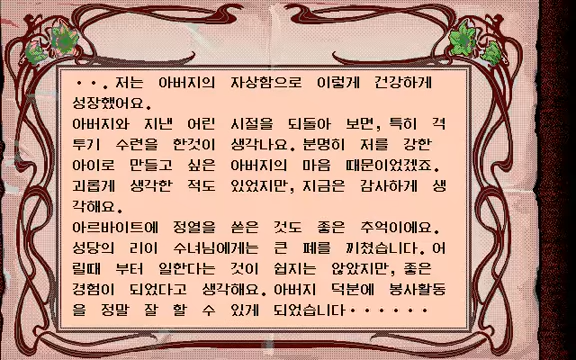 ··.저는 아버지의 자상함으로 이렇게 건강하게
성장했어요.
아버지와 지낸 어린 시절을 되돌아 보면,특히 격
투기 수련을 한것이 생각나요.분명히 저를 강한
아이로 만들고 싶은 아버지의 마음 때문이었겠죠.
괴롭게 생각한 적도 있었지만,지금은 감사하게 생
각해요.
아르바이트에 정열을 쏟은 것도 좋은 추억이에요.
성당의 리이 수녀님에게는 큰 폐를 끼쳤습니다.어
릴때 부터 일한다는 것이 쉽지는 않았지만,좋은
경험이 되었다고 생각해요.아버지 덕분에 봉사활동
을 정말 잘 할 수 있게 되었습니다······